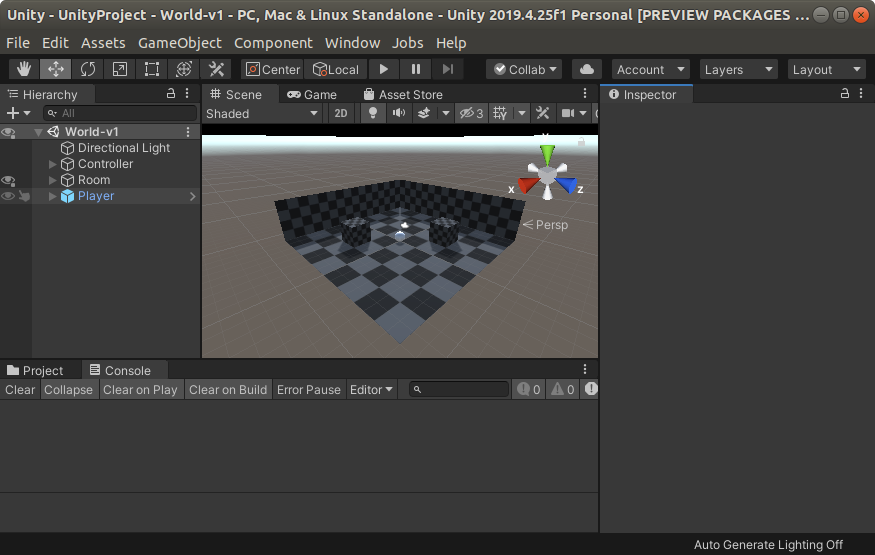 Unity - UnityProject - World-v1 - PC, Mac & Linux Standalone - Unity 2019.4.25f1 Personal [PREVIEW PACKAGES ...
File Edit Assets GameObject Component Window Jobs Help
Center Local Collab Account Layers Layout
Hierarchy
All
World-v1
Directional Light
Controller
Room
Player
Scene Game Asset Store
Shaded 2D 3
y
x z
Persp
Inspector
Project Console
Clear Collapse Clear on Play Clear on Build Error Pause Editor 0 0
Auto Generate Lighting Off